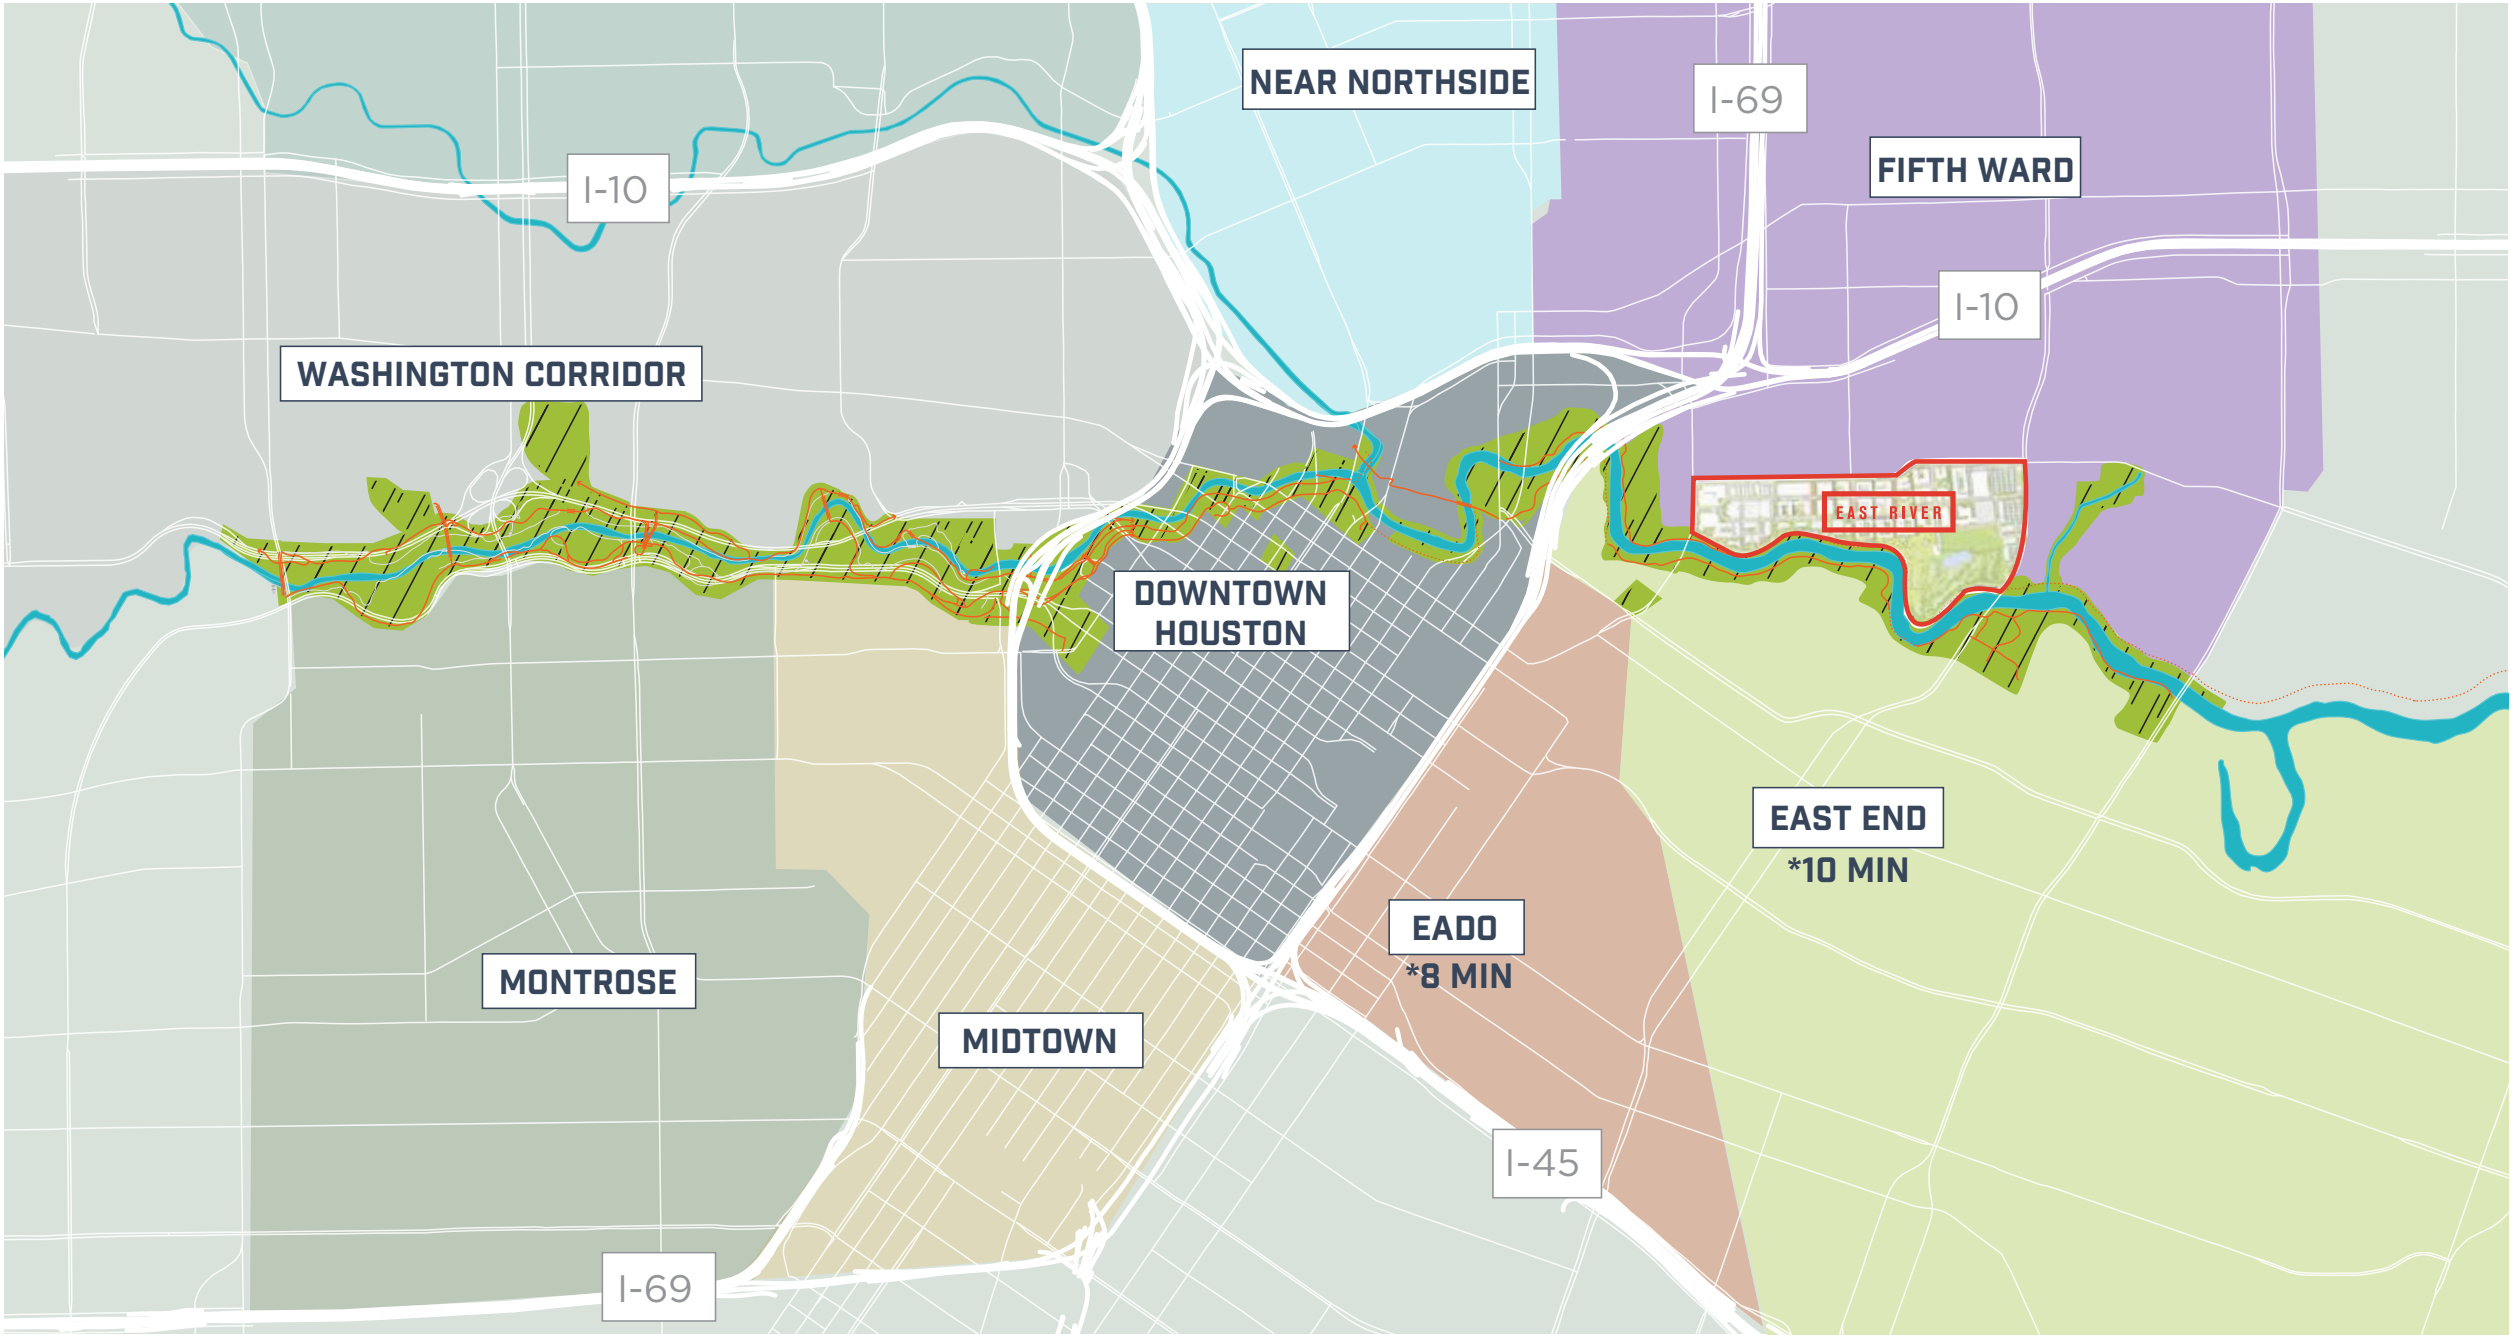 NEAR NORTHSIDE
I-69
FIFTH WARD
I-10
I-10
WASHINGTON CORRIDOR
EAST RIVER
DOWNTOWN
HOUSTON
EAST END
*10 MIN
EADO
*8 MIN
MONTROSE
MIDTOWN
I-45
I-69